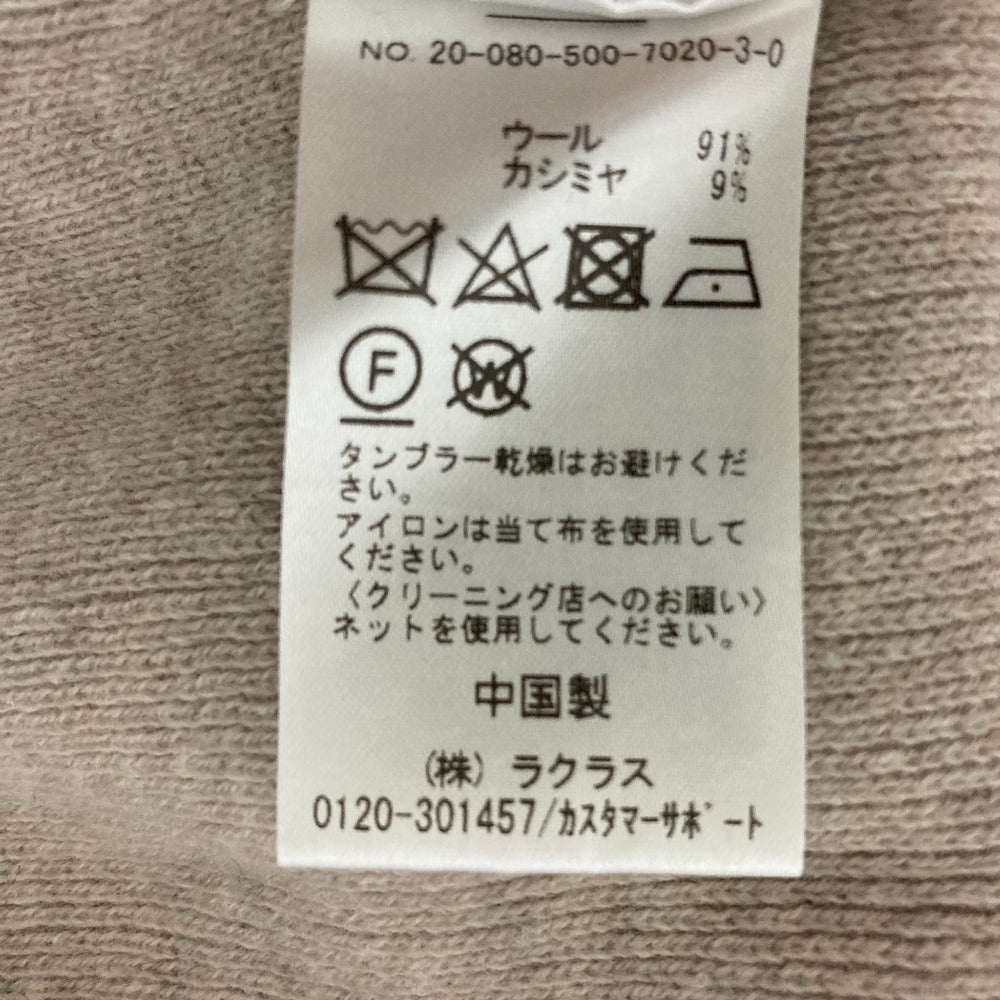 NO. 20-080-500-7020-3-0
ウール 91%
カシミヤ 9%
F
W
タンブラー乾燥はお避けくだ
さい。
アイロンは当て布を使用して
ください。
〈クリーニング店へのお願い〉
ネットを使用してください。
中国製
(株) ラクラス
0120-301457/カスタマーサポート